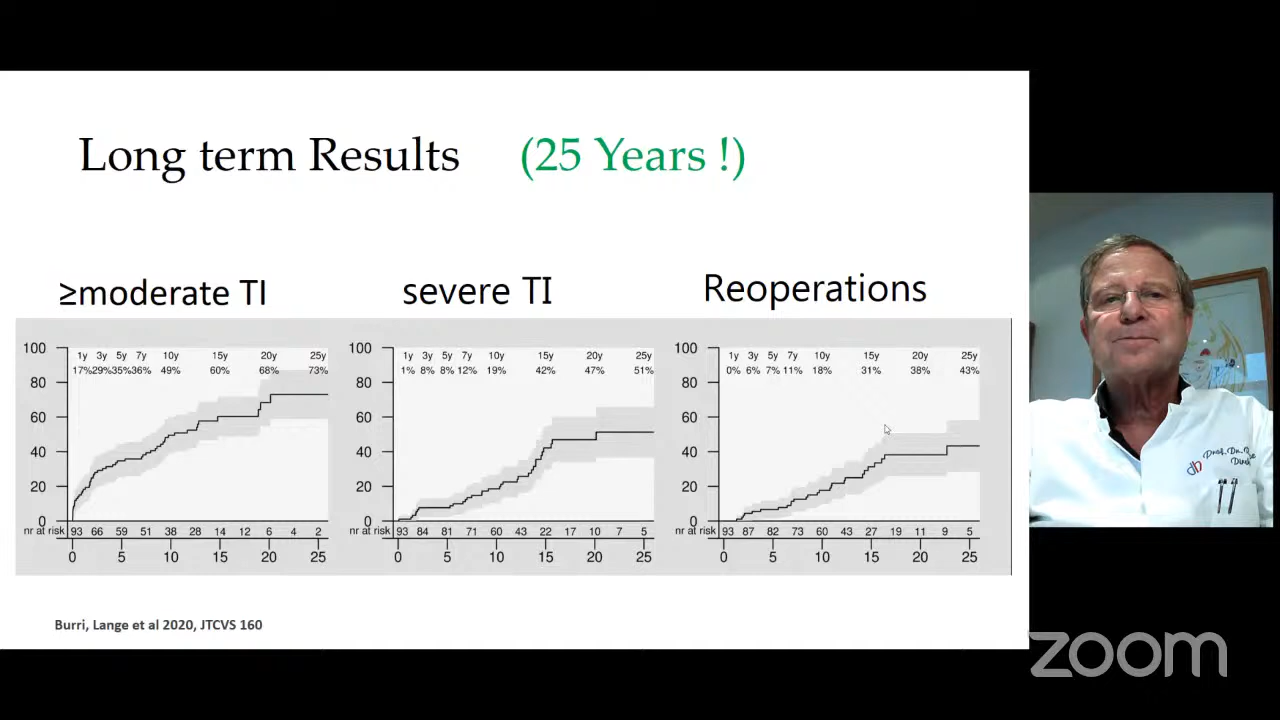 Long term Results (25 Years !)
≥moderate TI
severe TI
Reoperations
100 1y 3y 5y 7y 10y 15y 20y 25y
17% 29% 35% 36% 49% 60% 68% 73%
80
60
40
20
0
nr at risk 93 66 59 51 38 28 14 12 6 4 2
0 5 10 15 20 25
100 1y 3y 5y 7y 10y 15y 20y 25y
1% 8% 8% 12% 19% 42% 47% 51%
80
60
40
20
0
nr at risk 93 84 81 71 60 43 22 17 10 7 5
0 5 10 15 20 25
100 1y 3y 5y 7y 10y 15y 20y 25y
0% 6% 7% 11% 18% 31% 38% 43%
80
60
40
20
0
nr at risk 93 87 82 73 60 43 27 19 11 9 5
0 5 10 15 20 25
Burri, Lange et al 2020, JTCVS 160
Prof. Dr.
zoom